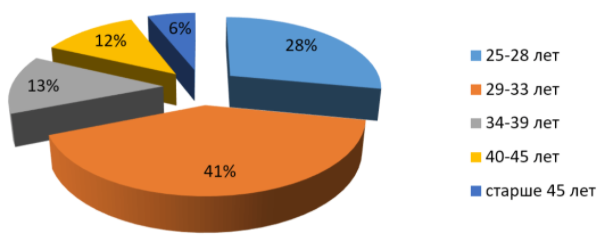 6%
12%
28%
13%
41%
25-28 лет
29-33 лет
34-39 лет
40-45 лет
старше 45 лет